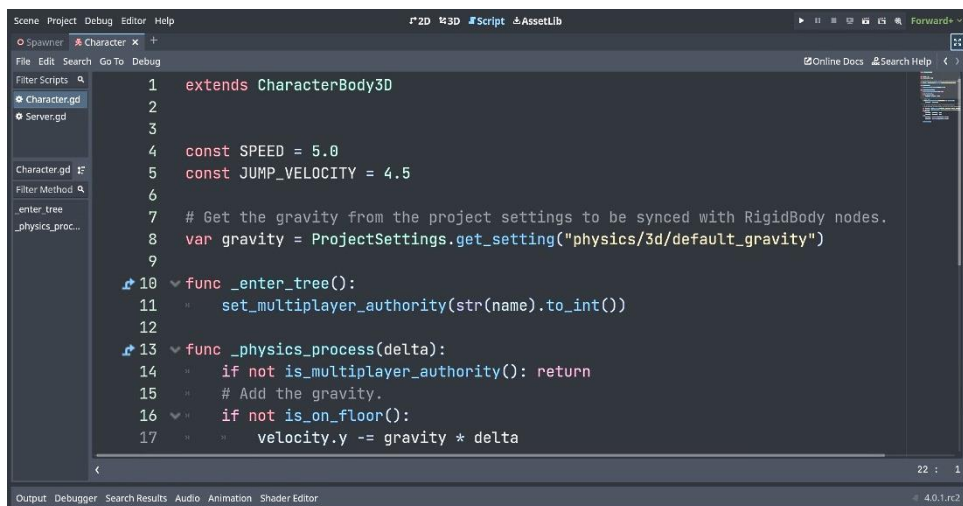 Scene Project Debug Editor Help 2D 3D Script AssetLib Forward+
Spawner Character × +
File Edit Search Go To Debug Online Docs Search Help < >
Filter Scripts
Character.gd
Server.gd
Character.gd
Filter Method
_enter_tree
_physics_proc...
1 extends CharacterBody3D
2
3
4 const SPEED = 5.0
5 const JUMP_VELOCITY = 4.5
6
7 # Get the gravity from the project settings to be synced with RigidBody nodes.
8 var gravity = ProjectSettings.get_setting("physics/3d/default_gravity")
9
10 func _enter_tree():
11 set_multiplayer_authority(str(name).to_int())
12
13 func _physics_process(delta):
14 if not is_multiplayer_authority(): return
15 # Add the gravity.
16 if not is_on_floor():
17 velocity.y -= gravity * delta
22 : 1
Output Debugger Search Results Audio Animation Shader Editor 4.0.1.rc2